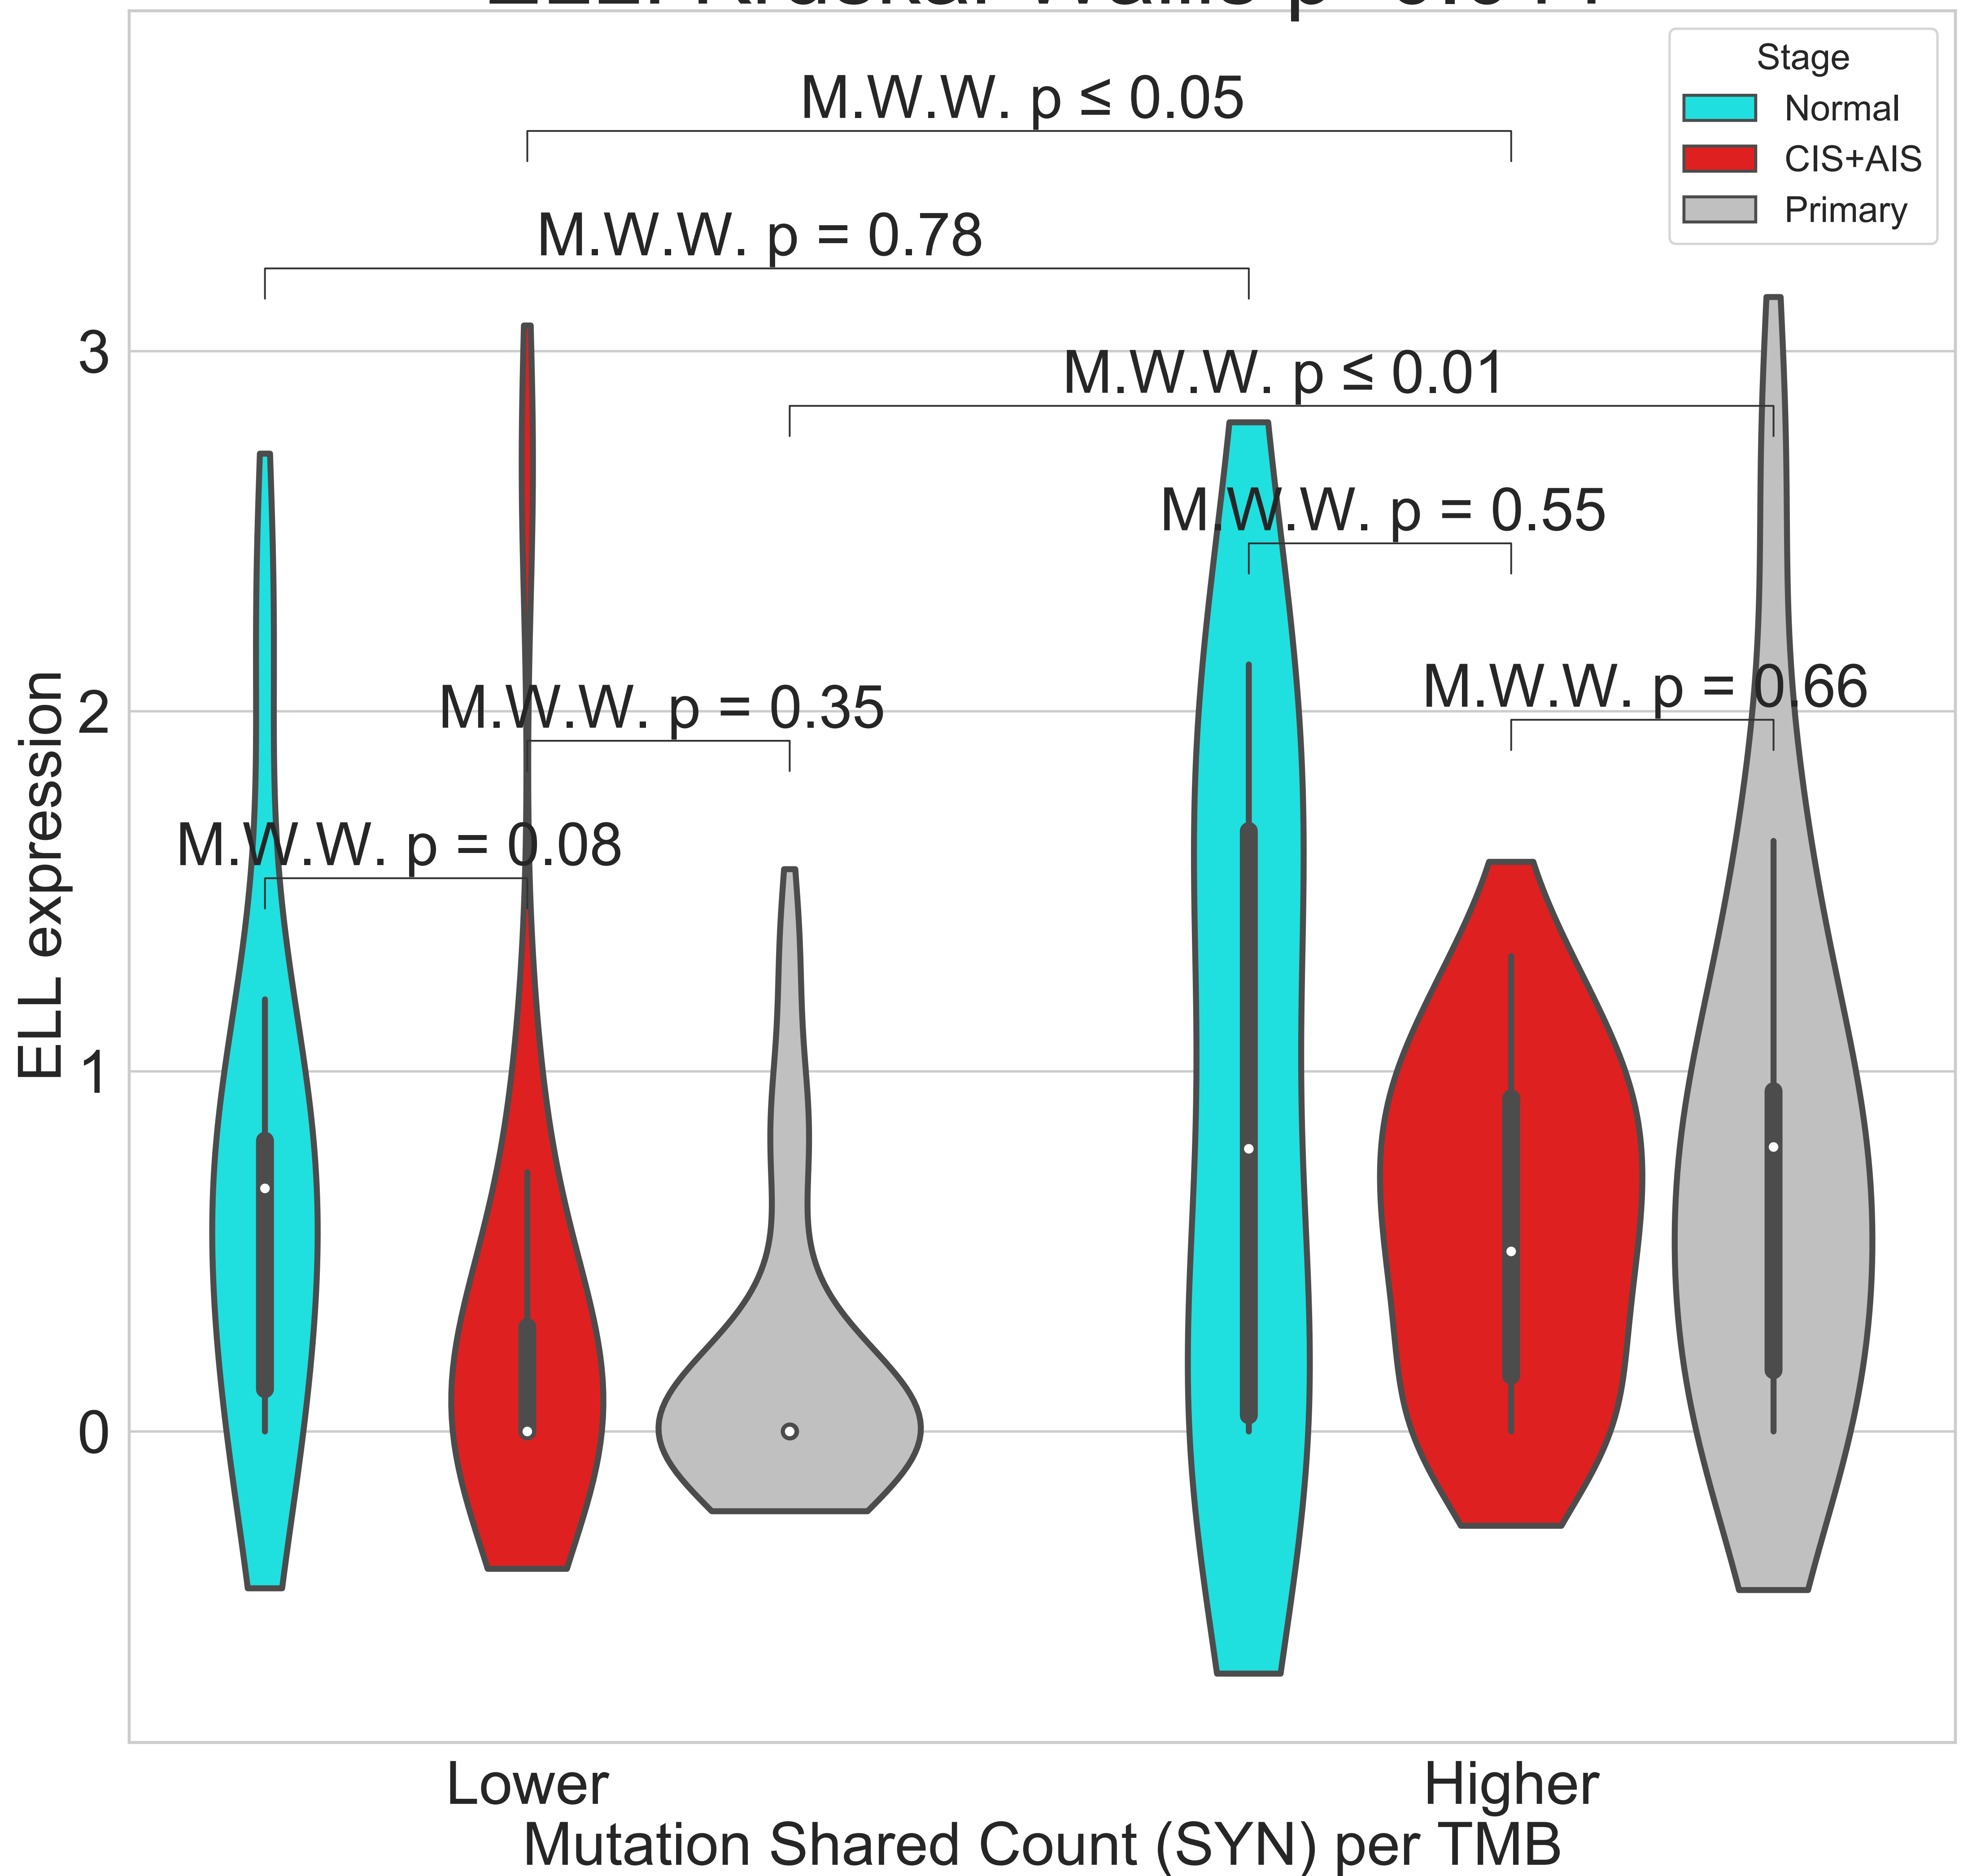 Stage
Normal
CIS+AIS
Primary
M.W.W. p ≤ 0.05
M.W.W. p = 0.78
M.W.W. p ≤ 0.01
M.W.W. p = 0.55
M.W.W. p = 0.66
M.W.W. p = 0.35
M.W.W. p = 0.08
3
2
1
0
ELL expression
Lower
Higher
Mutation Shared Count (SYN) per TMB